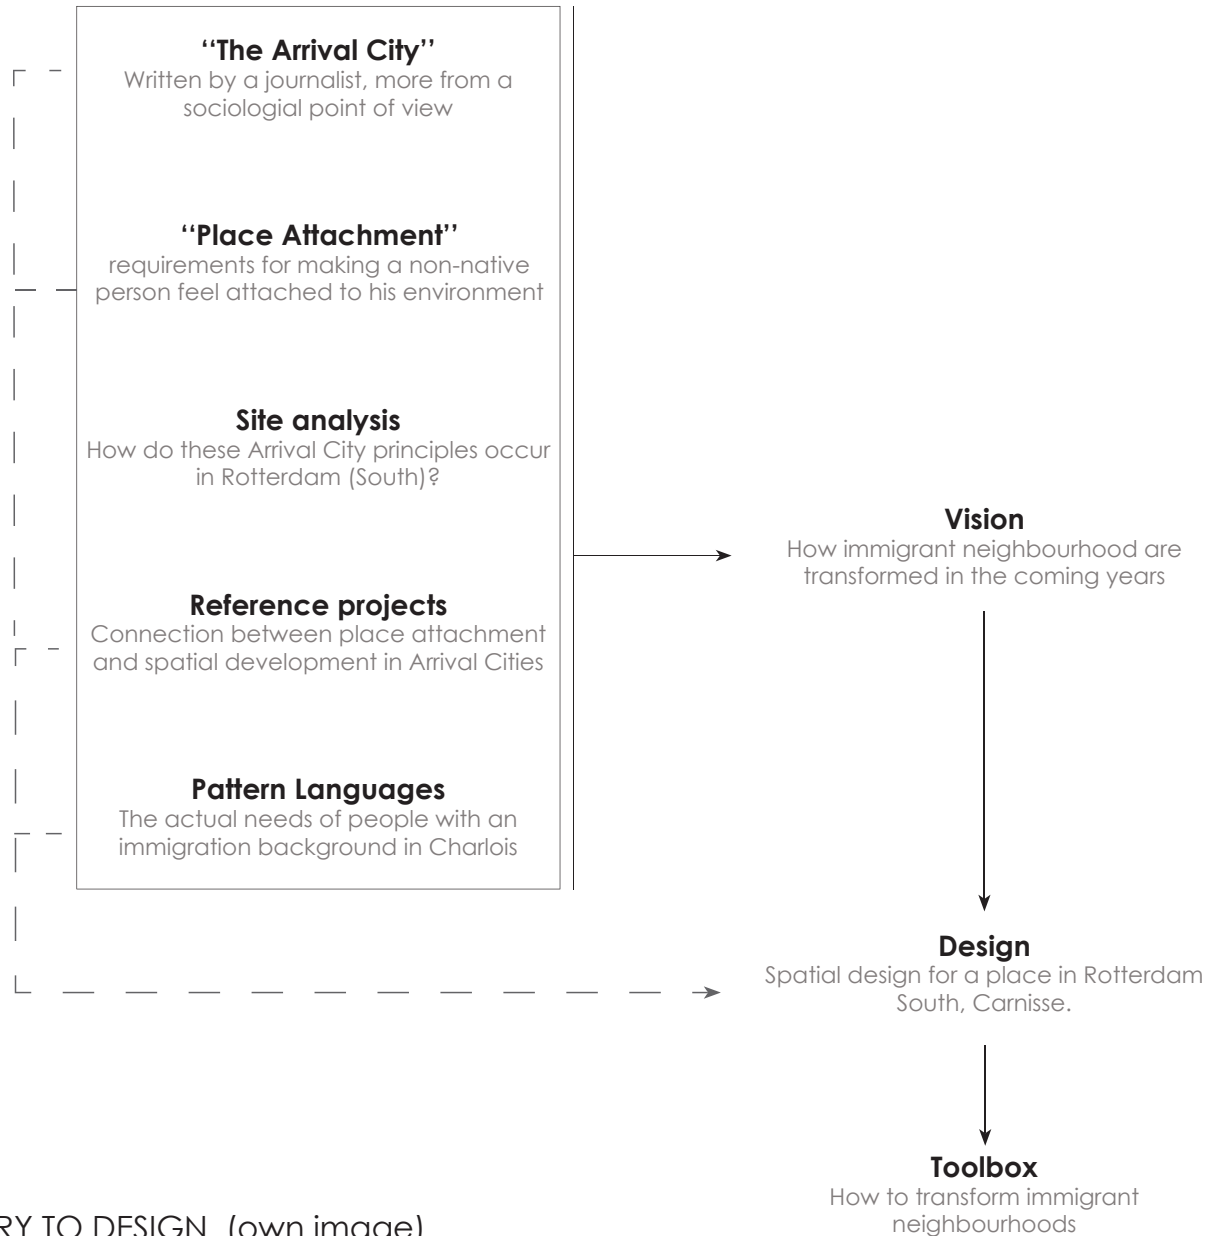 ‘‘The Arrival City’’
Written by a journalist, more from a
sociologial point of view
‘‘Place Attachment’’
requirements for making a non-native
person feel attached to his environment
Site analysis
How do these Arrival City principles occur
in Rotterdam (South)?
Reference projects
Connection between place attachment
and spatial development in Arrival Cities
Pattern Languages
The actual needs of people with an
immigration background in Charlois
Vision
How immigrant neighbourhood are
transformed in the coming years
Design
Spatial design for a place in Rotterdam
South, Carnisse.
Toolbox
How to transform immigrant
neighbourhoods
TO DESIGN (own image)